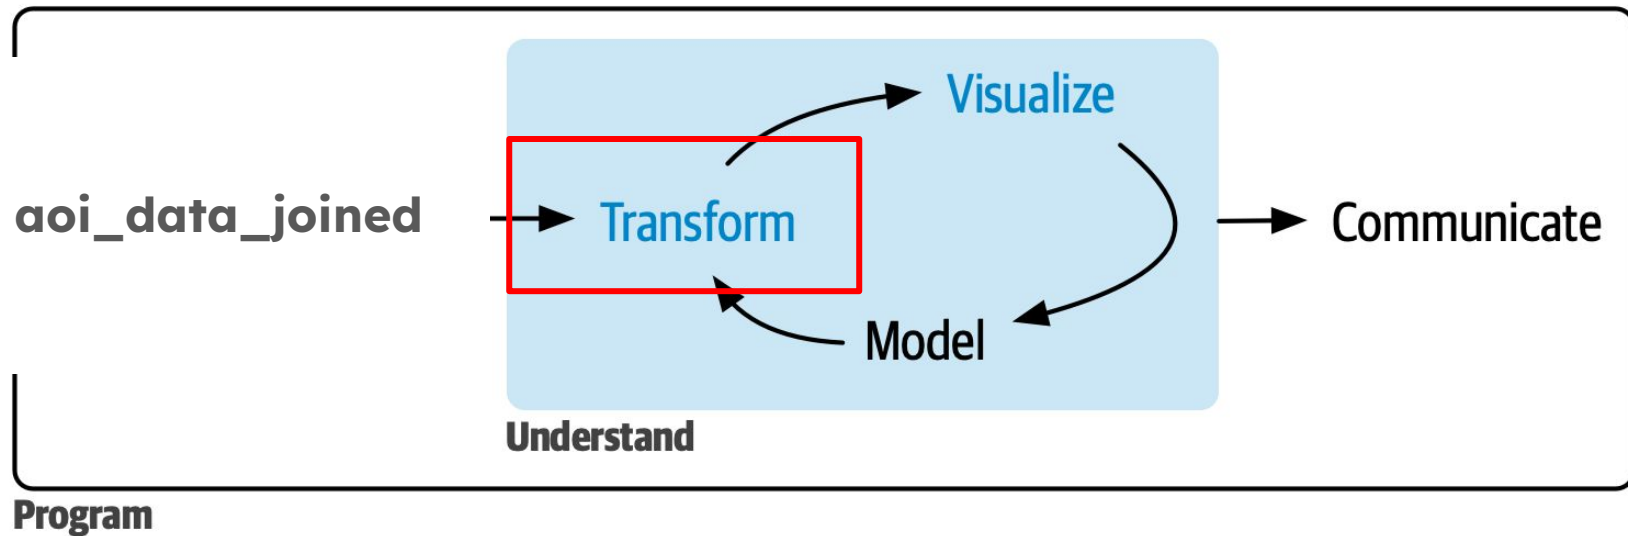 Visualize
aoi_data_joined
Transform
Communicate
Model
Understand
Program